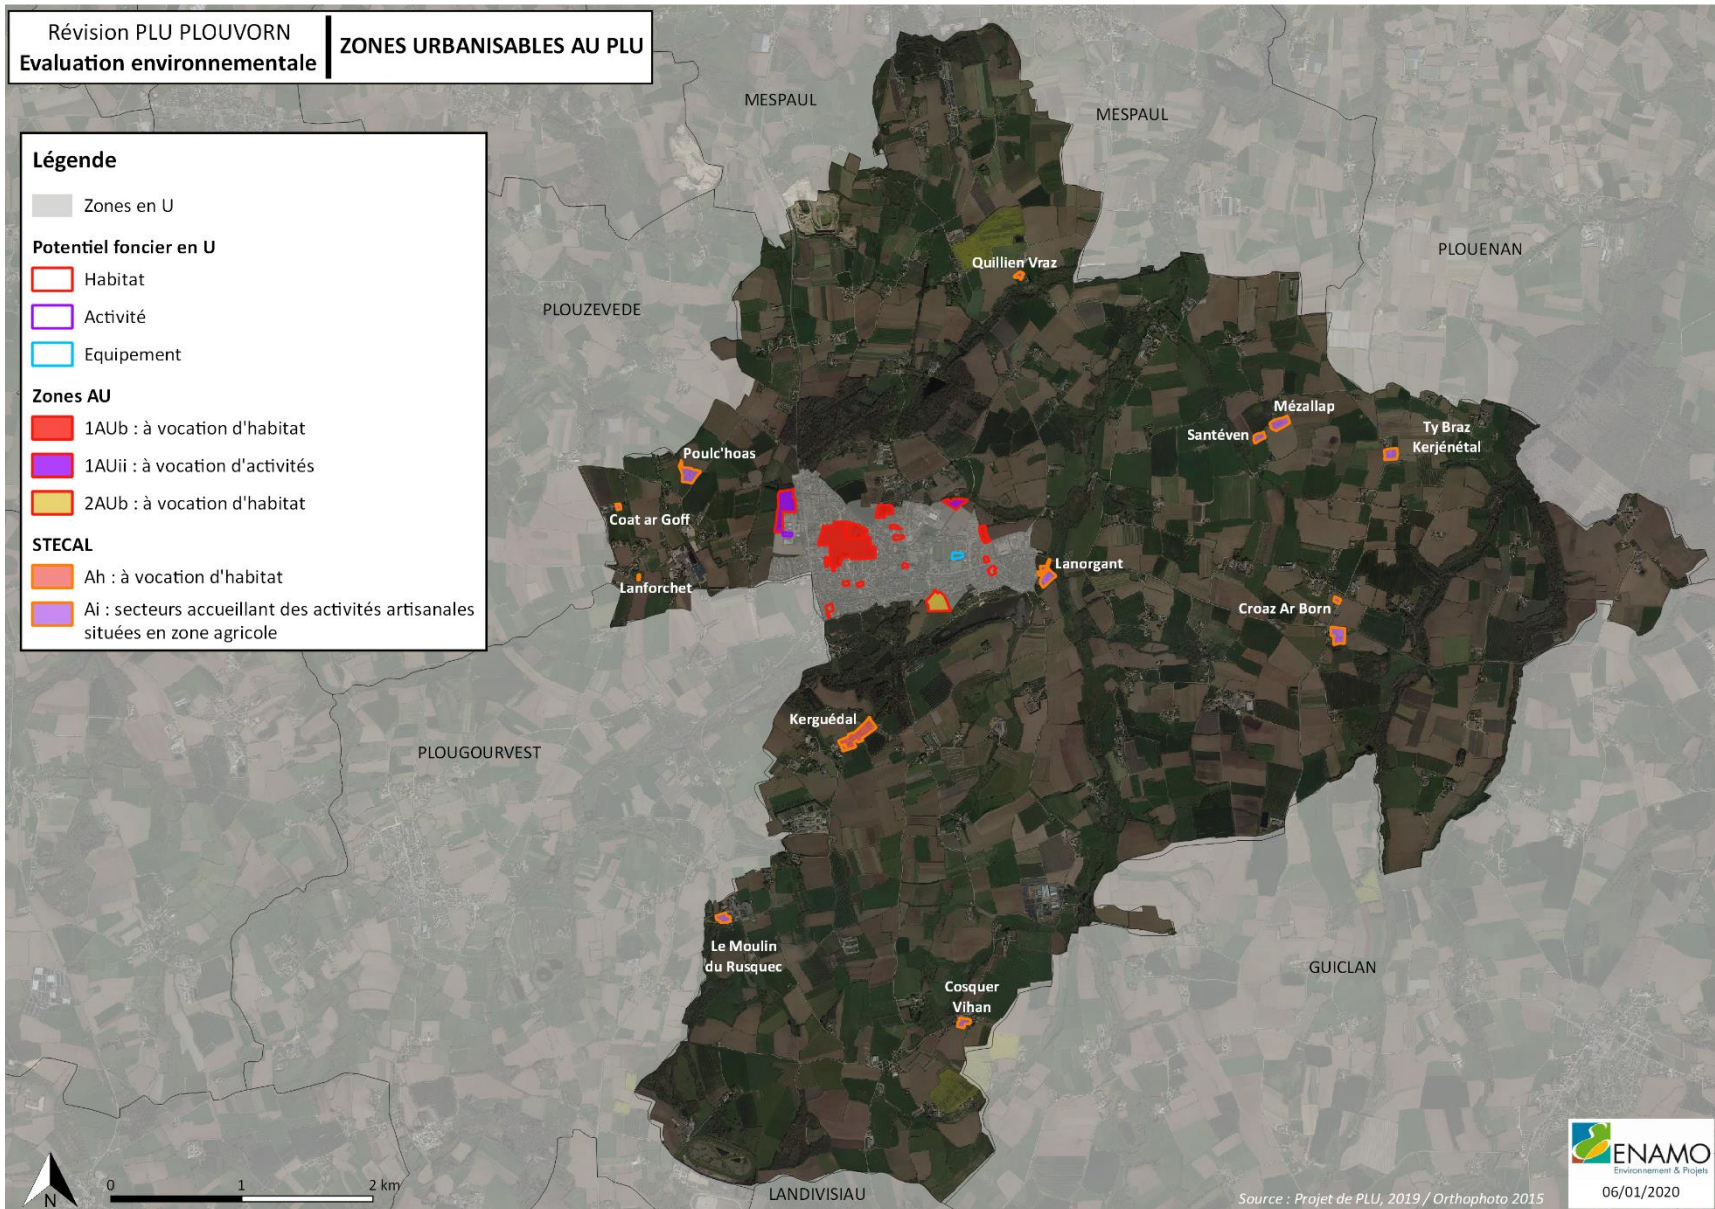 Révision PLU PLOUVORN
Evaluation environnementale
ZONES URBANISABLES AU PLU
Légende
Zones en U
Potentiel foncier en U
Habitat
Activité
Equipement
Zones AU
1AUb : à vocation d'habitat
1AUii : à vocation d'activités
2AUb : à vocation d'habitat
STECAL
Ah : à vocation d'habitat
Ai : secteurs accueillant des activités artisanales
situées en zone agricole
MESPAUL
MESPAUL
PLOUENAN
PLOUZEVEDE
Quillien Vraz
Mézallap
Santéven
Ty Braz
Kerjénétal
Poulc'hoas
Coat ar Goff
Lanforchet
Lanorgant
Croaz Ar Born
Kerguédal
PLOUGOURVEST
Le Moulin
du Rusquec
Cosquer
Vihan
GUICLAN
LANDIVISIAU
N
0 1 2 km
Source : Projet de PLU, 2019 / Orthophoto 2015
ENAMO
Environnement & Projets
06/01/2020